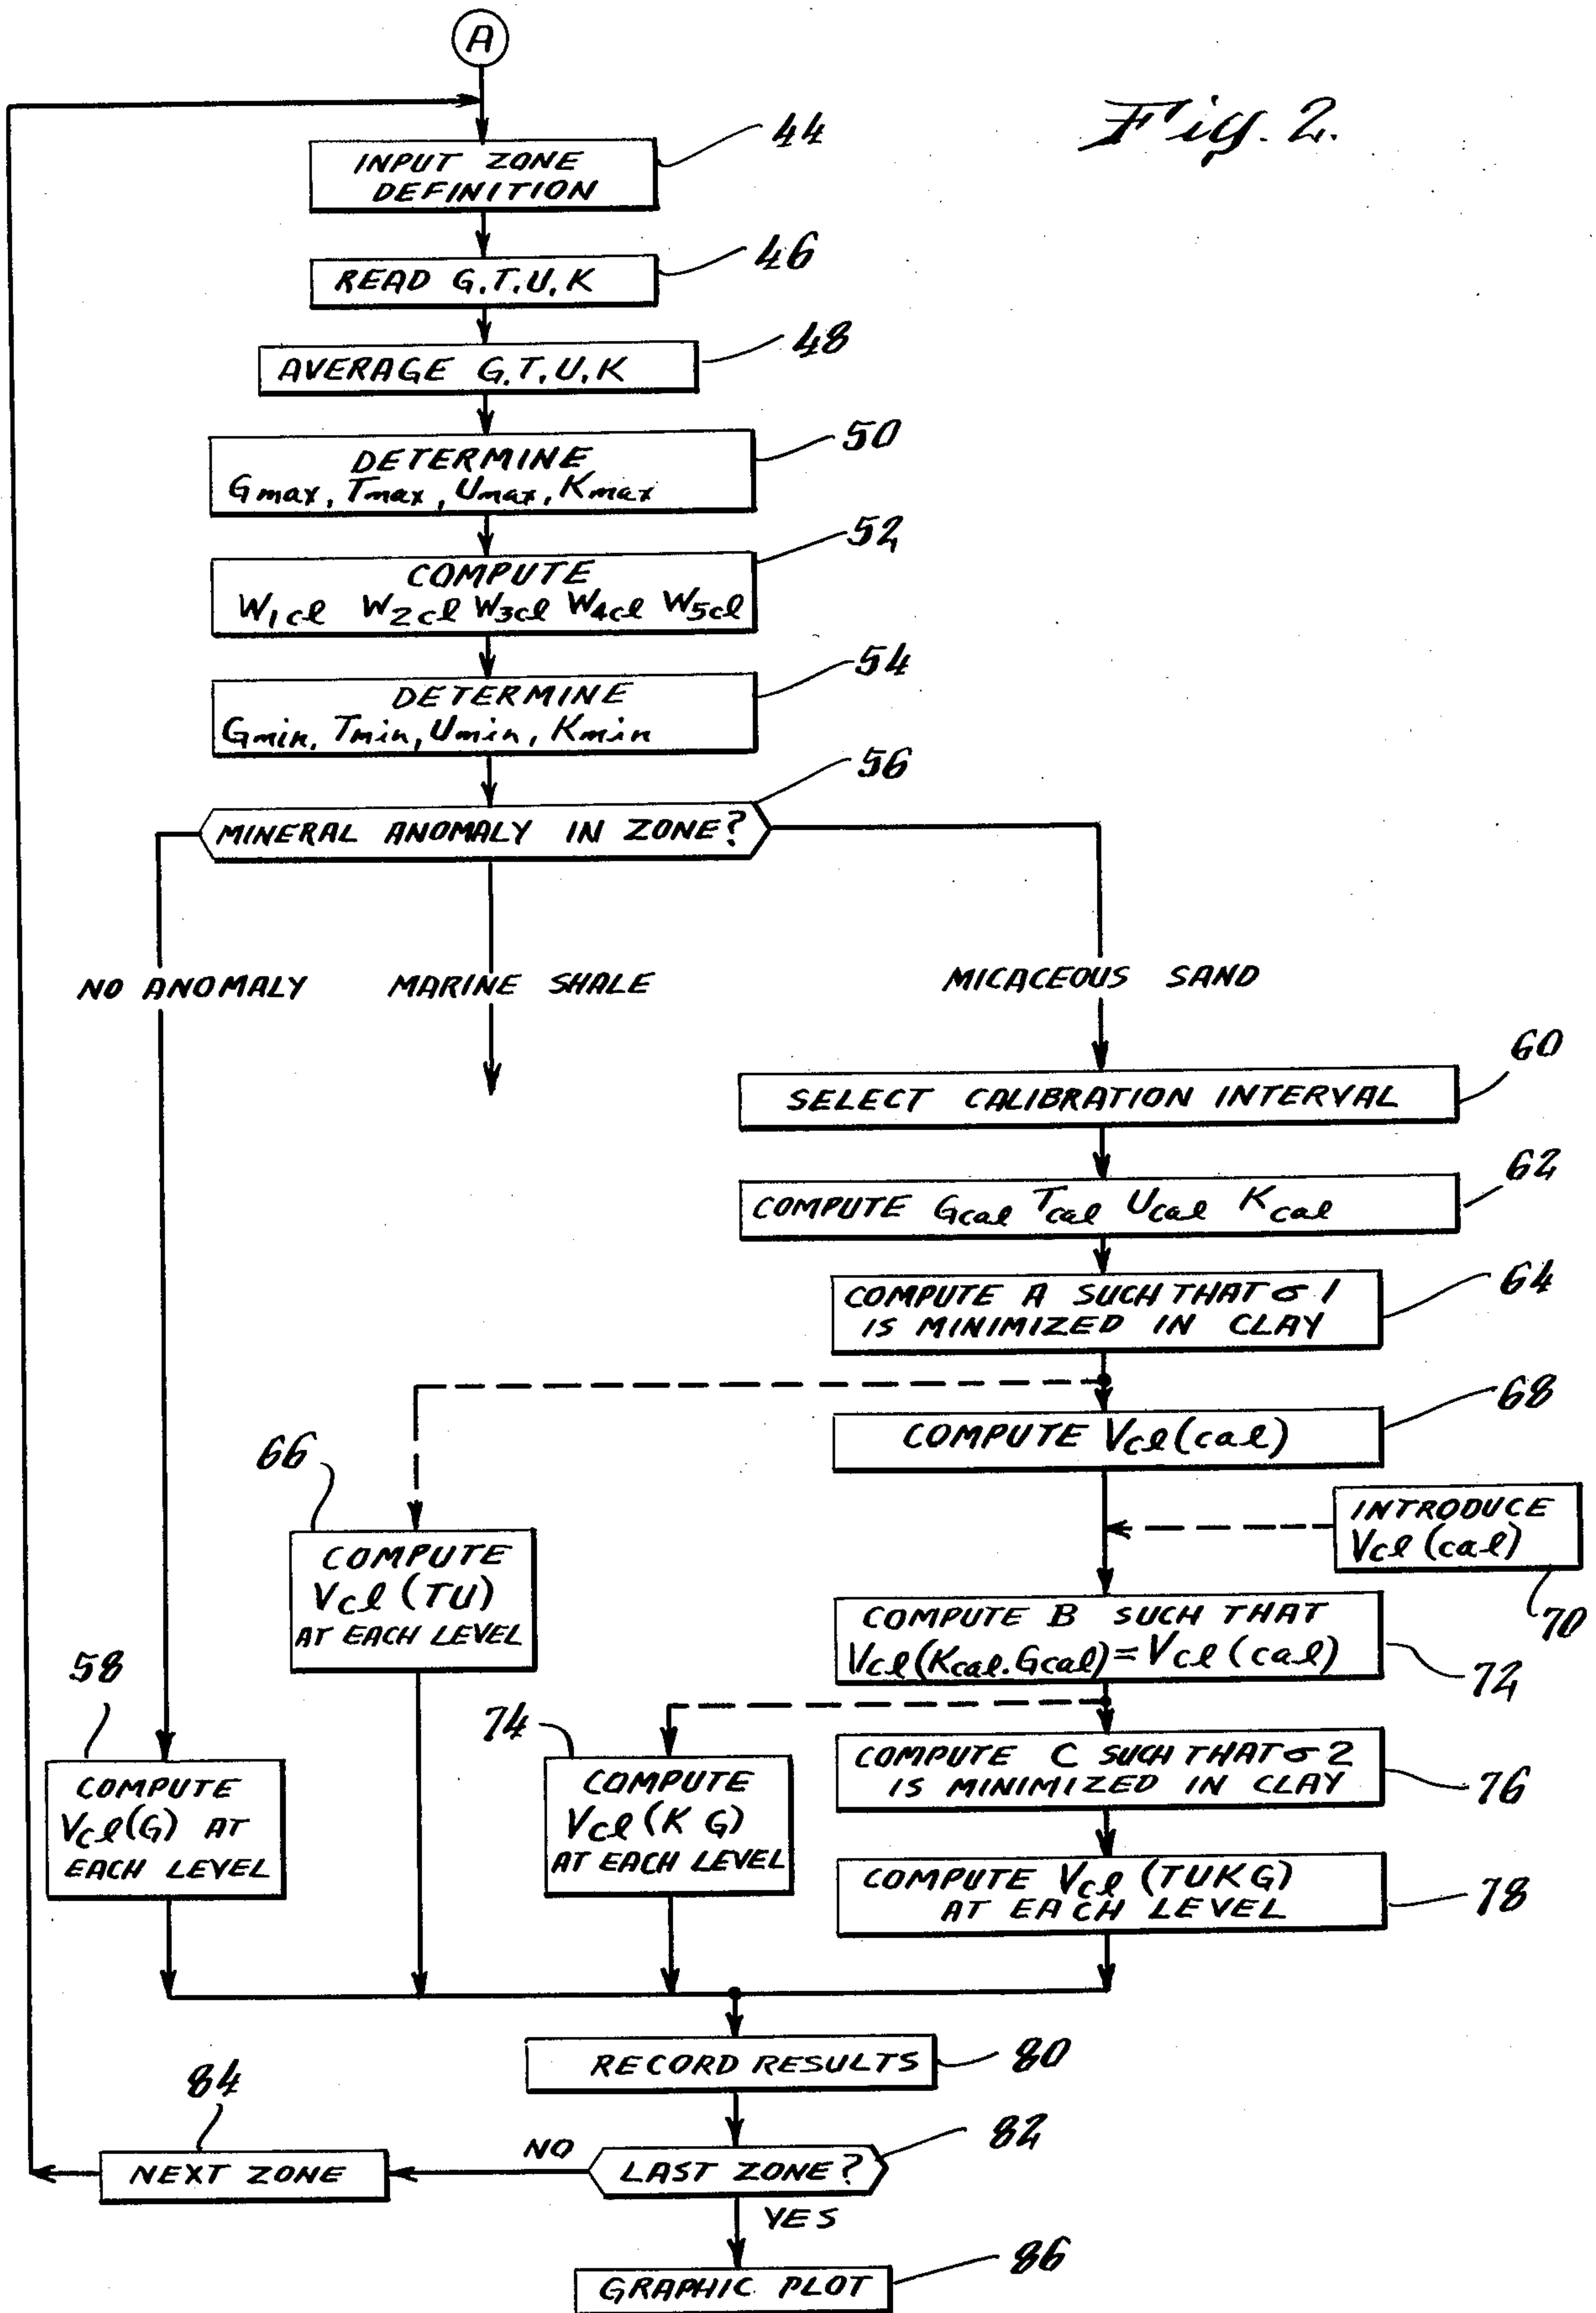 A
Fig. 2.
44
INPUT ZONE
DEFINITION
46
READ G,T,U,K
48
AVERAGE G,T,U,K
50
DETERMINE
Gmax, Tmax, Umax, Kmax
52
COMPUTE
W1cl W2cl W3cl W4cl W5cl
54
DETERMINE
Gmin, Tmin, Umin, Kmin
56
MINERAL ANOMALY IN ZONE?
NO ANOMALY
MARINE SHALE
MICACEOUS SAND
60
SELECT CALIBRATION INTERVAL
62
COMPUTE Gcal Tcal Ucal Kcal
64
COMPUTE A SUCH THAT σ1
IS MINIMIZED IN CLAY
68
COMPUTE Vcl(cal)
66
COMPUTE
Vcl (TU)
AT EACH LEVEL
INTRODUCE
Vcl (cal)
70
COMPUTE B SUCH THAT
Vcl(Kcal.Gcal)=Vcl(cal)
72
58
COMPUTE
Vcl(G) AT
EACH LEVEL
74
COMPUTE
Vcl(K G)
AT EACH LEVEL
COMPUTE C SUCH THAT σ2
IS MINIMIZED IN CLAY
76
COMPUTE Vcl (TUKG)
AT EACH LEVEL
78
RECORD RESULTS
80
84
NEXT ZONE
NO
LAST ZONE?
82
YES
GRAPHIC PLOT
86